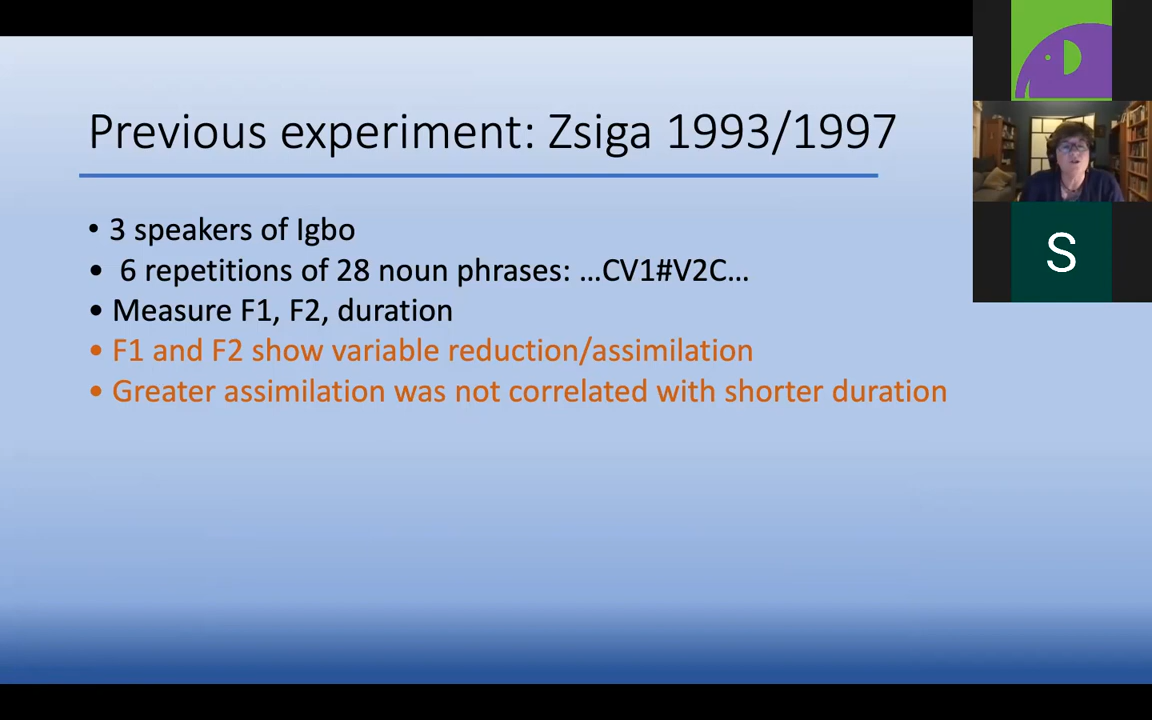 Previous experiment: Zsiga 1993/1997
• 3 speakers of Igbo
• 6 repetitions of 28 noun phrases: ...CV1#V2C...
• Measure F1, F2, duration
• F1 and F2 show variable reduction/assimilation
• Greater assimilation was not correlated with shorter duration
S